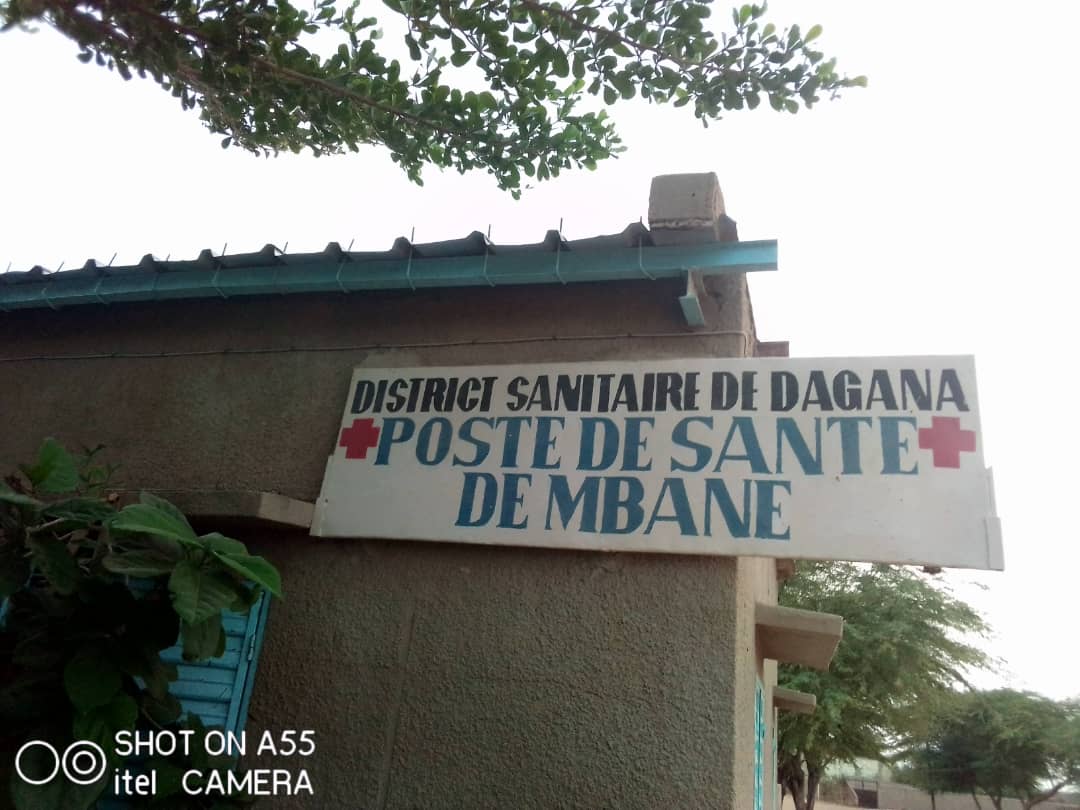 DISTRICT SANITAIRE DE DAGANA
POSTE DE SANTE
DE MBANE
SHOT ON A55
itel CAMERA